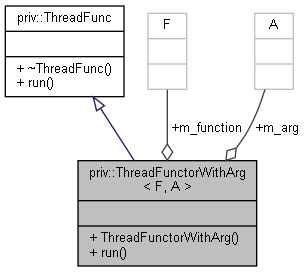 priv::ThreadFunc
+ ~ThreadFunc()
+ run()
F
A
+m_function
+m_arg
priv::ThreadFunctorWithArg
< F, A >
+ ThreadFunctorWithArg()
+ run()